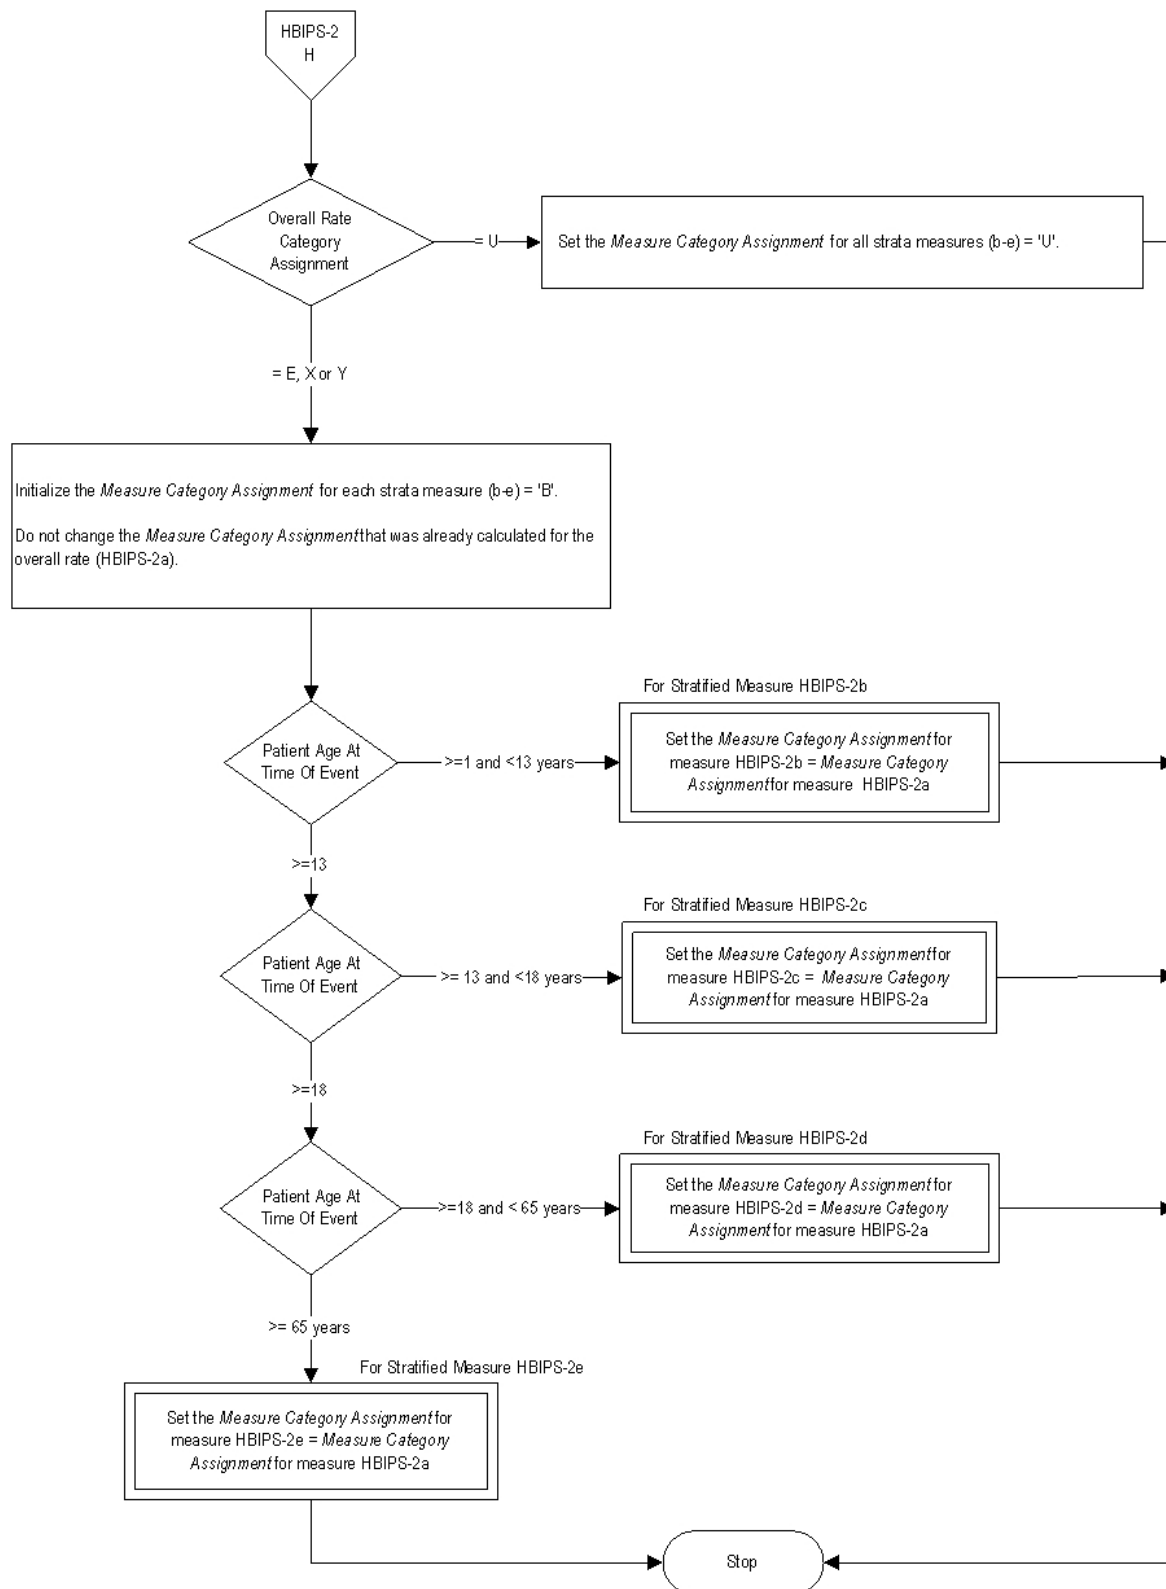 HBIPS-2
H
Overall Rate
Category
Assignment
= U
Set the Measure Category Assignment for all strata measures (b-e) = 'U'.
= E, X or Y
Initialize the Measure Category Assignment for each strata measure (b-e) = 'B'.
Do not change the Measure Category Assignment that was already calculated for the
overall rate (HBIPS-2a).
For Stratified Measure HBIPS-2b
Patient Age At
Time Of Event
>=1 and <13 years
Set the Measure Category Assignment for
measure HBIPS-2b = Measure Category
Assignment for measure HBIPS-2a
>=13
For Stratified Measure HBIPS-2c
Patient Age At
Time Of Event
>= 13 and <18 years
Set the Measure Category Assignment for
measure HBIPS-2c = Measure Category
Assignment for measure HBIPS-2a
>=18
For Stratified Measure HBIPS-2d
Patient Age At
Time Of Event
>=18 and < 65 years
Set the Measure Category Assignment for
measure HBIPS-2d = Measure Category
Assignment for measure HBIPS-2a
>= 65 years
For Stratified Measure HBIPS-2e
Set the Measure Category Assignment for
measure HBIPS-2e = Measure Category
Assignment for measure HBIPS-2a
Stop